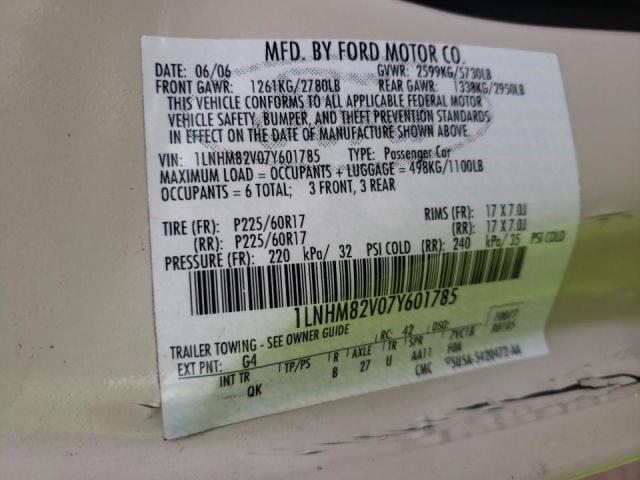 MFD. BY FORD MOTOR CO.
DATE: 06/06 GVWR: 2599KG/5730LB
FRONT GAWR: 1261KG/2780LB REAR GAWR: 1338KG/2950LB
THIS VEHICLE CONFORMS TO ALL APPLICABLE FEDERAL MOTOR
VEHICLE SAFETY, BUMPER, AND THEFT PREVENTION STANDARDS
IN EFFECT ON THE DATE OF MANUFACTURE SHOWN ABOVE.
VIN: 1LNHM82V07Y601785 TYPE: Passenger Car
MAXIMUM LOAD = OCCUPANTS + LUGGAGE = 498KG/1100LB
OCCUPANTS = 6 TOTAL; 3 FRONT, 3 REAR
TIRE (FR): P225/60R17 RIMS (FR): 17 X 7.0J
(RR): P225/60R17 (RR): 17 X 7.0J
PRESSURE (FR): 220 kPa/ 32 PSI COLD (RR): 240 kPa/ 35 PSI COLD
1LNHM82V07Y601785
TRAILER TOWING - SEE OWNER GUIDE RC: 42 DSO:
EXT PNT: G4 R AXLE TR SPR
INT TR TP/PS B 27 U AA11
QK CMC